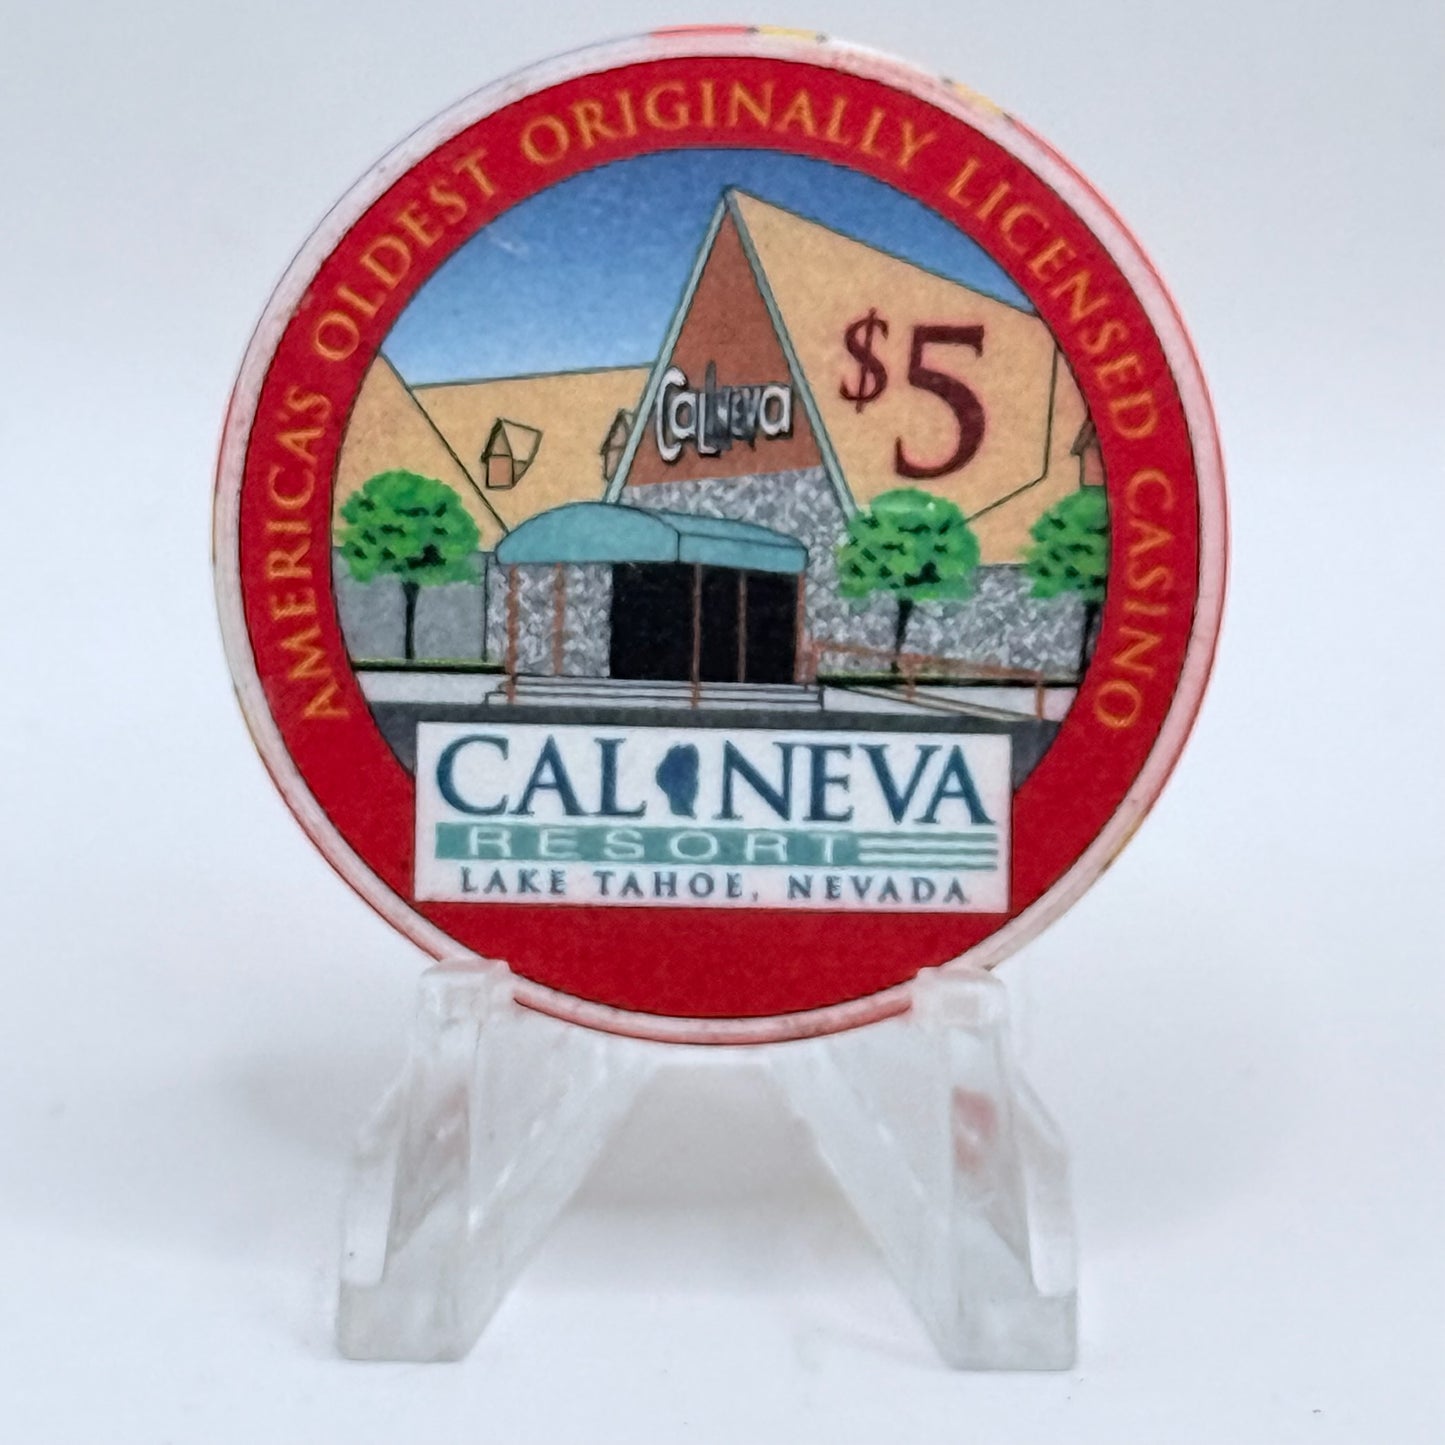 AMERICA'S OLDEST ORIGINALLY LICENSED CASINO
$5
CalNeva
CAL NEVA
RESORT
LAKE TAHOE, NEVADA